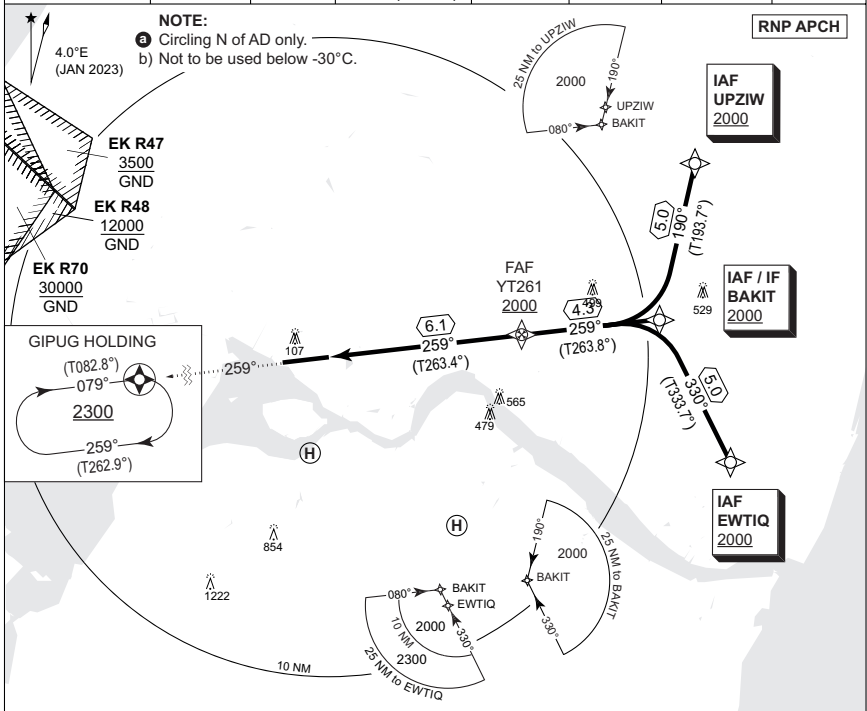 NOTE:
a Circling N of AD only.
b) Not to be used below -30°C.
4.0°E
(JAN 2023)
RNP APCH
25 NM to UPZIW
2000
190°
UPZIW
BAKIT
080°
IAF
UPZIW
2000
EK R47
3500
GND
EK R48
12000
GND
EK R70
30000
GND
5.0
190°
(T193.7°)
FAF
YT261
2000
499
IAF / IF
BAKIT
2000
529
4.3
259°
(T263.8°)
6.1
259°
(T263.4°)
107
GIPUG HOLDING
(T082.8°)
079°
2300
259°
(T262.9°)
259°
5.0
330°
(T333.7°)
565
479
H
IAF
EWTIQ
2000
H
854
1222
190°
2000
BAKIT
25 NM to BAKIT
330°
080°
BAKIT
EWTIQ
2000
10 NM
2300
330°
25 NM to EWTIQ
10 NM